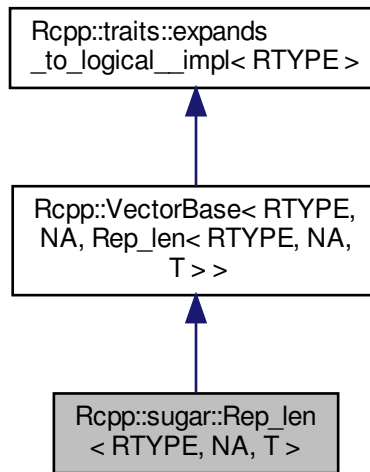 Rcpp::traits::expands
_to_logical__impl< RTYPE >
Rcpp::VectorBase< RTYPE,
NA, Rep_len< RTYPE, NA,
T > >
Rcpp::sugar::Rep_len
< RTYPE, NA, T >